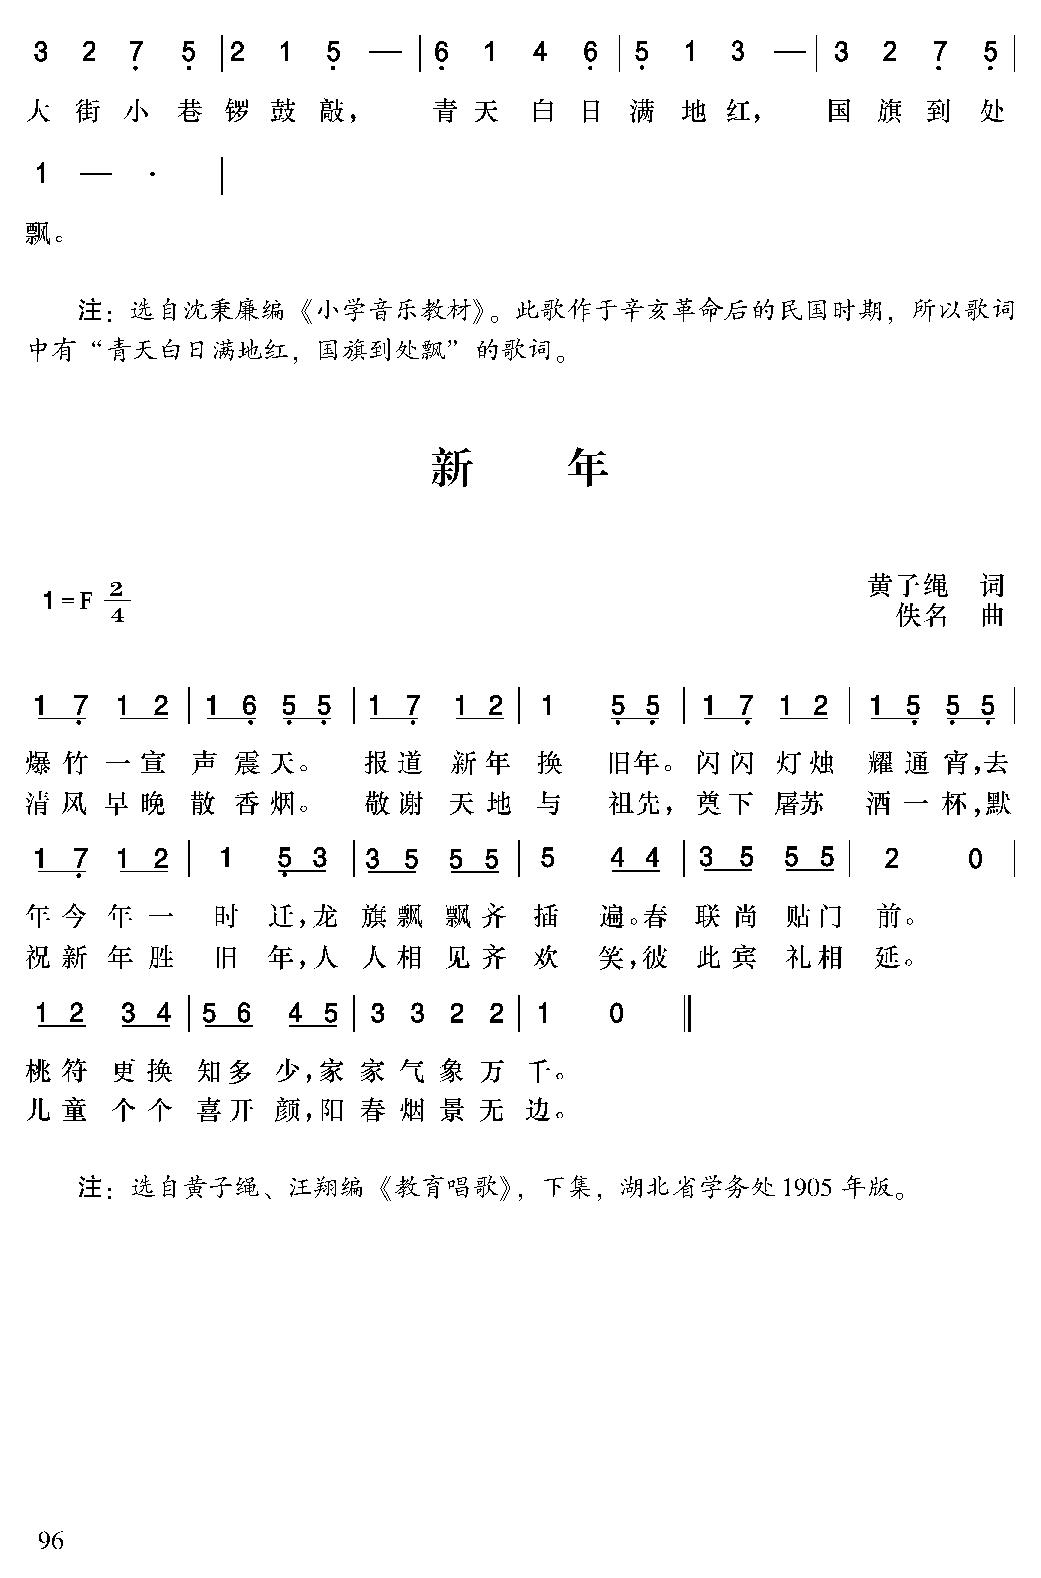 3 2 7 5 | 2 1 5 — | 6 1 4 6 | 5 1 3 — | 3 2 7 5 |
大街小巷锣鼓敲， 青天白日满地红， 国旗到处
1 — · |
飘。
注：选自沈秉廉编《小学音乐教材》。此歌作于辛亥革命后的民国时期，所以歌词
中有“青天白日满地红，国旗到处飘”的歌词。
新 年
1=F 2/4
黄子绳 词
佚名 曲
1 7 1 2 | 1 6 5 5 | 1 7 1 2 | 1 5 5 | 1 7 1 2 | 1 5 5 5 |
爆竹一宣声震天。 报道新年换 旧年。闪闪灯烛耀通宵,去
清风早晚散香烟。 敬谢天地与 祖先，奠下屠苏酒一杯,默
1 7 1 2 | 1 5 3 | 3 5 5 5 | 5 4 4 | 3 5 5 5 | 2 0 |
年今年一 时迁,龙旗飘飘齐插遍。春联尚贴门前。
祝新年胜 旧年,人人相见齐欢笑,彼此宾礼相延。
1 2 3 4 | 5 6 4 5 | 3 3 2 2 | 1 0 ‖
桃符更换知多少,家家气象万千。
儿童个个喜开颜,阳春烟景无边。
注：选自黄子绳、汪翔编《教育唱歌》，下集，湖北省学务处1905年版。
96